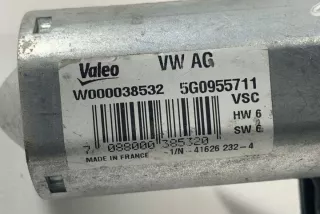 Valeo VW AG
W000038532 5G0955711
VSC
HW 6
SW 6
7 088000 385320
MADE IN FRANCE -1/N- 41626 232-4